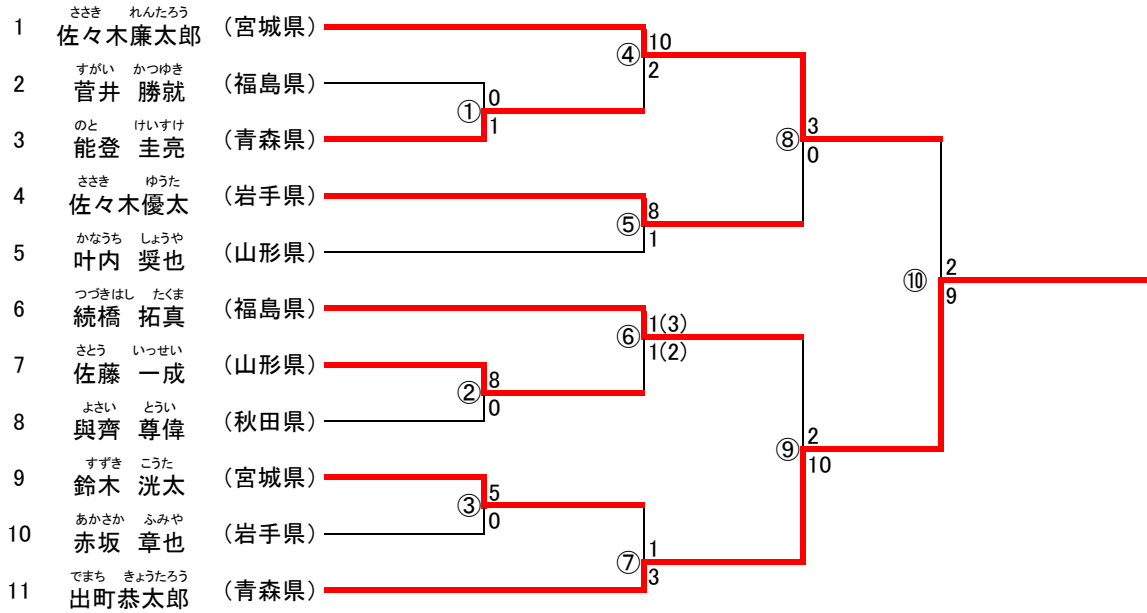 ささき れんたろう
1 佐々木廉太郎 (宮城県)
すがい かつゆき
2 菅井 勝就 (福島県)
のと けいすけ
3 能登 圭亮 (青森県)
ささき ゆうた
4 佐々木優太 (岩手県)
かなうち しょうや
5 叶内 奨也 (山形県)
つづきはし たくま
6 続橋 拓真 (福島県)
さとう いっせい
7 佐藤 一成 (山形県)
よさい とうい
8 與齊 尊偉 (秋田県)
すずき こうた
9 鈴木 洸太 (宮城県)
あかさか ふみや
10 赤坂 章也 (岩手県)
でまち きょうたろう
11 出町恭太郎 (青森県)
① 0
1
② 8
0
③ 5
0
④ 10
2
⑤ 8
1
⑥ 1(3)
1(2)
⑦ 1
3
⑧ 3
0
⑨ 2
10
⑩ 2
9